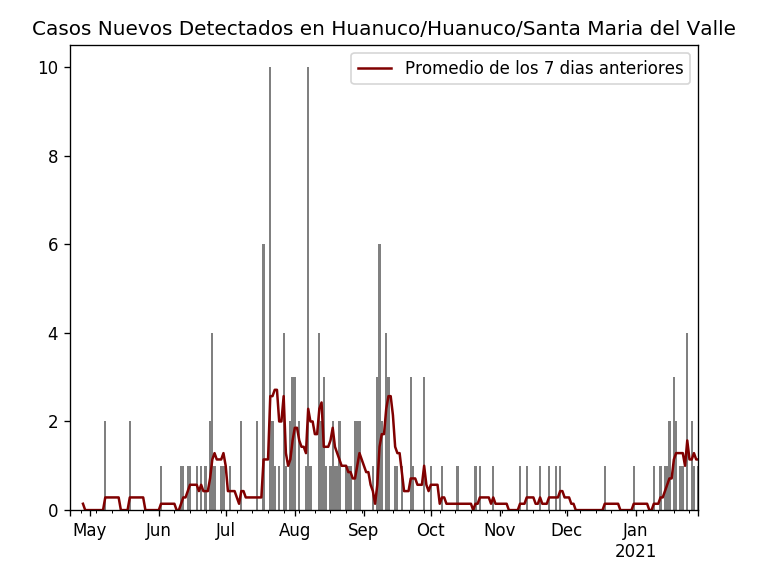 Casos Nuevos Detectados en Huanuco/Huanuco/Santa Maria del Valle
Promedio de los 7 dias anteriores
10
8
6
4
2
0
May Jun Jul Aug Sep Oct Nov Dec Jan
2021